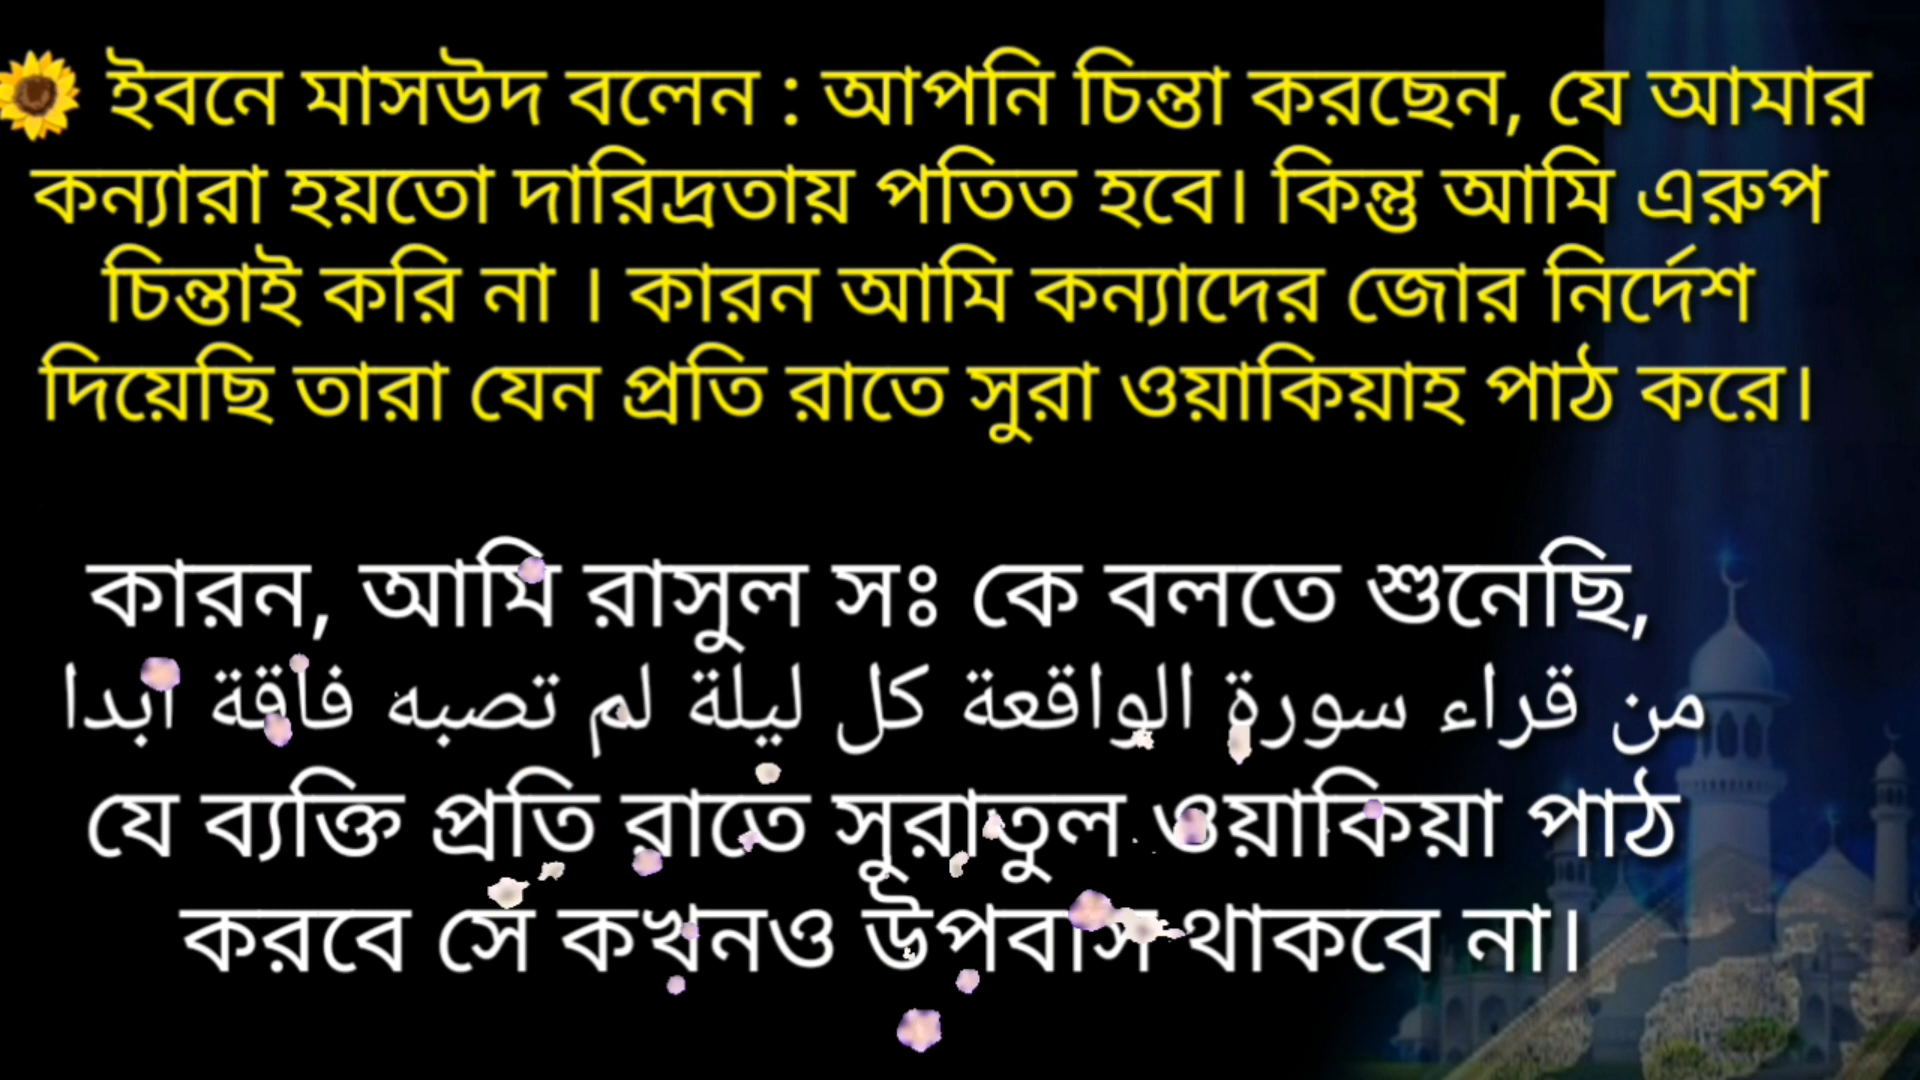 🌻 ইবনে মাসউদ বলেন : আপনি চিন্তা করছেন, যে আমার
কন্যারা হয়তো দারিদ্রতায় পতিত হবে। কিন্তু আমি এরুপ
চিন্তাই করি না । কারন আমি কন্যাদের জোর নির্দেশ
দিয়েছি তারা যেন প্রতি রাতে সুরা ওয়াকিয়াহ পাঠ করে।
কারন, আমি রাসুল সঃ কে বলতে শুনেছি,
من قراء سورة الواقعة كل ليلة لم تصبه فاقة ابدا
যে ব্যক্তি প্রতি রাতে সুরাতুল ওয়াকিয়া পাঠ
করবে সে কখনও উপবাস থাকবে না।